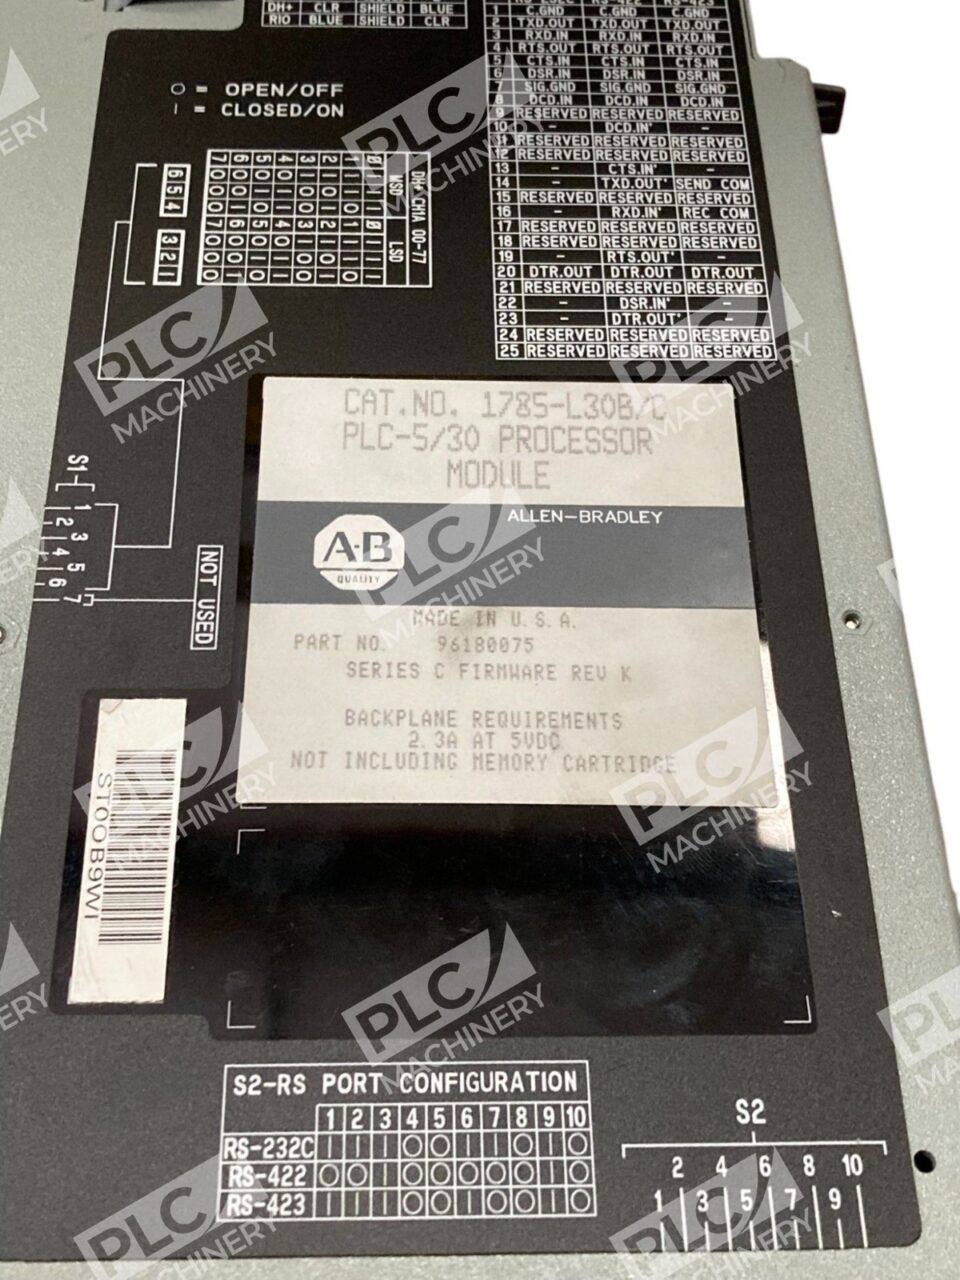 DH+ CLR SHIELD BLUE
RIO BLUE SHIELD CLR
O = OPEN/OFF
| = CLOSED/ON
RS-232C RS-422 RS-423
C.GND C.GND C.GND
2 TXD.OUT TXD.OUT TXD.OUT
3 RXD.IN RXD.IN RXD.IN
4 RTS.OUT RTS.OUT RTS.OUT
5 CTS.IN CTS.IN CTS.IN
6 DSR.IN DSR.IN DSR.IN
7 SIG.GND SIG.GND SIG.GND
8 DCD.IN DCD.IN DCD.IN
9 RESERVED RESERVED RESERVED
10 - DCD.IN' -
11 RESERVED RESERVED RESERVED
12 RESERVED RESERVED RESERVED
13 - CTS.IN' -
14 - TXD.OUT' SEND COM
15 RESERVED RESERVED RESERVED
16 - RXD.IN' REC COM
17 RESERVED RESERVED RESERVED
18 RESERVED RESERVED RESERVED
19 - RTS.OUT' -
20 DTR.OUT DTR.OUT DTR.OUT
21 RESERVED RESERVED RESERVED
22 - DSR.IN' -
23 - DTR.OUT' -
24 RESERVED RESERVED RESERVED
25 RESERVED RESERVED RESERVED
MSD LSD
6 5 4
3 2 1
S1
1 2 3 4 5 6 7
NOT USED
CAT.NO. 1785-L30B/C
PLC-5/30 PROCESSOR
MODULE
ALLEN-BRADLEY
A-B
QUALITY
MADE IN U.S.A.
PART NO. 96180075
SERIES C FIRMWARE REV K
BACKPLANE REQUIREMENTS
2.3A AT 5VDC
NOT INCLUDING MEMORY CARTRIDGE
ST00B9WI
S2-RS PORT CONFIGURATION
1 2 3 4 5 6 7 8 9 10
RS-232C | | | O O | | O | O
RS-422 O O | O O O O O | O
RS-423 | | | O O | O | | O
S2
2 4 6 8 10
1 3 5 7 9
PLC MACHINERY